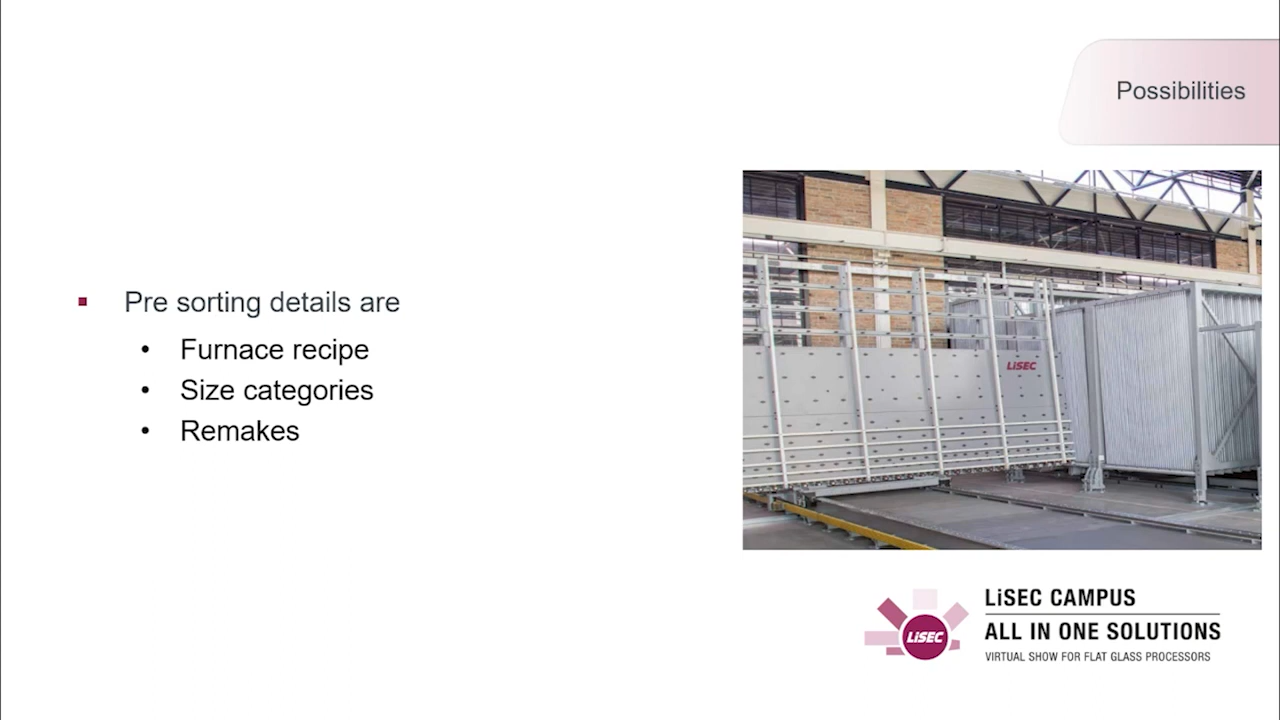 Possibilities
Pre sorting details are
Furnace recipe
Size categories
Remakes
LiSEC
LiSEC
LiSEC CAMPUS
ALL IN ONE SOLUTIONS
VIRTUAL SHOW FOR FLAT GLASS PROCESSORS